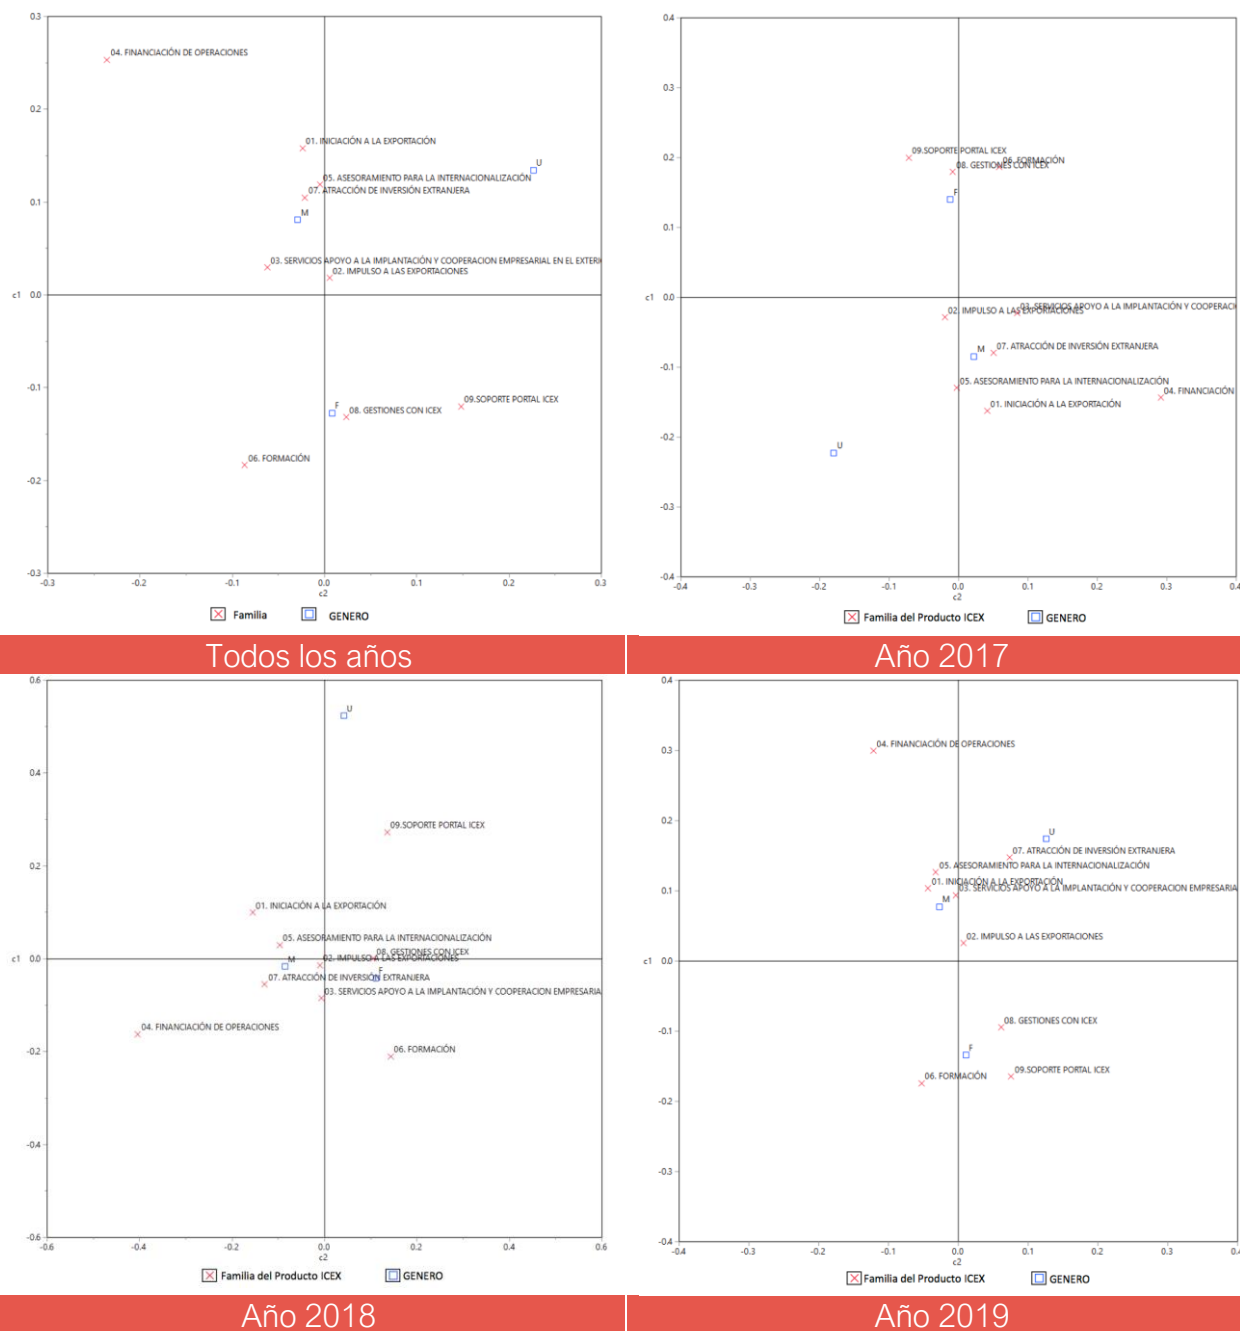 0.3
04. FINANCIACIÓN DE OPERACIONES
0.2
01. INICIACIÓN A LA EXPORTACIÓN
U
05. ASESORAMIENTO PARA LA INTERNACIONALIZACIÓN
07. ATRACCIÓN DE INVERSIÓN EXTRANJERA
0.1
M
03. SERVICIOS APOYO A LA IMPLANTACIÓN Y COOPERACION EMPRESARIAL EN EL EXTERI
02. IMPULSO A LAS EXPORTACIONES
c1 0.0
-0.1
09.SOPORTE PORTAL ICEX
F
08. GESTIONES CON ICEX
06. FORMACIÓN
-0.2
-0.3
-0.3 -0.2 -0.1 0.0 0.1 0.2 0.3
c2
Familia GENERO
Todos los años
0.4
0.3
0.2
09.SOPORTE PORTAL ICEX
06. FORMACIÓN
08. GESTIONES CON ICEX
F
0.1
c1 0.0
03. SERVICIOS APOYO A LA IMPLANTACIÓN Y COOPERACI
02. IMPULSO A LAS EXPORTACIONES
M
07. ATRACCIÓN DE INVERSIÓN EXTRANJERA
-0.1
05. ASESORAMIENTO PARA LA INTERNACIONALIZACIÓN
04. FINANCIACIÓN
01. INICIACIÓN A LA EXPORTACIÓN
-0.2
U
-0.3
-0.4
-0.4 -0.3 -0.2 -0.1 0.0 0.1 0.2 0.3 0.4
c2
Familia del Producto ICEX GENERO
Año 2017
0.6
U
0.4
09.SOPORTE PORTAL ICEX
0.2
01. INICIACIÓN A LA EXPORTACIÓN
05. ASESORAMIENTO PARA LA INTERNACIONALIZACIÓN
08. GESTIONES CON ICEX
c1 0.0
M
02. IMPULSO A LAS EXPORTACIONES
F
07. ATRACCIÓN DE INVERSIÓN EXTRANJERA
03. SERVICIOS APOYO A LA IMPLANTACIÓN Y COOPERACION EMPRESARIA
04. FINANCIACIÓN DE OPERACIONES
06. FORMACIÓN
-0.2
-0.4
-0.6
-0.6 -0.4 -0.2 0.0 0.2 0.4 0.6
c2
Familia del Producto ICEX GENERO
Año 2018
0.4
04. FINANCIACIÓN DE OPERACIONES
0.3
0.2
U
07. ATRACCIÓN DE INVERSIÓN EXTRANJERA
05. ASESORAMIENTO PARA LA INTERNACIONALIZACIÓN
01. INICIACIÓN A LA EXPORTACIÓN
03. SERVICIOS APOYO A LA IMPLANTACIÓN Y COOPERACION EMPRESARIA
0.1
M
02. IMPULSO A LAS EXPORTACIONES
c1 0.0
08. GESTIONES CON ICEX
-0.1
F
09.SOPORTE PORTAL ICEX
06. FORMACIÓN
-0.2
-0.3
-0.4
-0.4 -0.3 -0.2 -0.1 0.0 0.1 0.2 0.3 0.4
c2
Familia del Producto ICEX GENERO
Año 2019